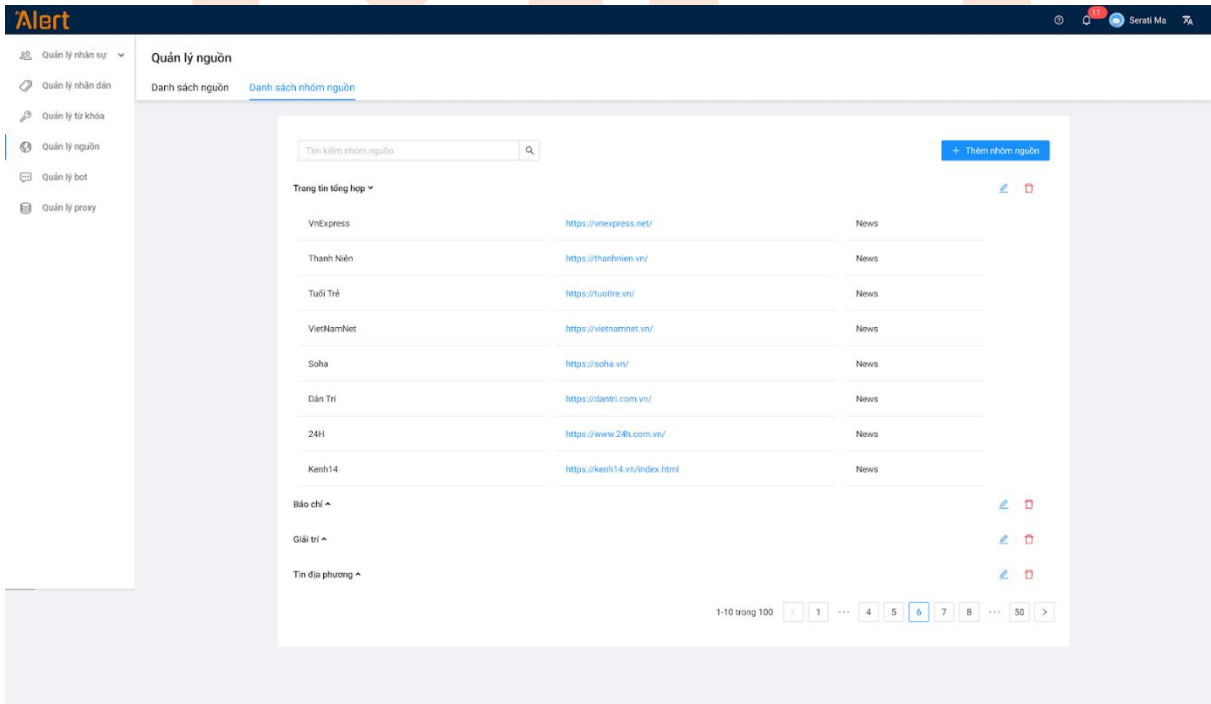 Alert
11
Serati Ma
Quản lý nhân sự
Quản lý nhãn dán
Quản lý từ khóa
Quản lý nguồn
Quản lý bot
Quản lý proxy
Quản lý nguồn
Danh sách nguồn Danh sách nhóm nguồn
Tìm kiếm nhóm nguồn
+ Thêm nhóm nguồn
Trang tin tổng hợp
VnExpress https://vnexpress.net/ News
Thanh Niên https://thanhnien.vn/ News
Tuổi Trẻ https://tuoitre.vn/ News
VietNamNet https://vietnamnet.vn/ News
Soha https://soha.vn/ News
Dân Trí https://dantri.com.vn/ News
24H https://www.24h.com.vn/ News
Kenh14 https://kenh14.vn/index.html News
Báo chí
Giải trí
Tin địa phương
1-10 trong 100 < 1 ••• 4 5 6 7 8 ••• 50 >